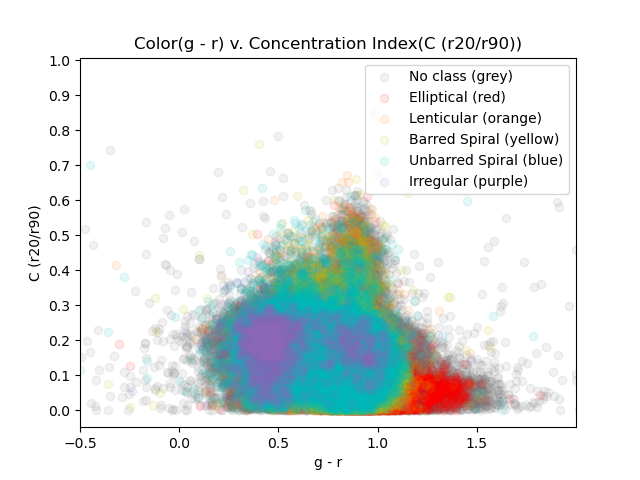 Color(g - r) v. Concentration Index(C (r20/r90))
1.0
0.9
0.8
0.7
0.6
0.5
0.4
0.3
0.2
0.1
0.0
C (r20/r90)
No class (grey)
Elliptical (red)
Lenticular (orange)
Barred Spiral (yellow)
Unbarred Spiral (blue)
Irregular (purple)
−0.5
0.0
0.5
1.0
1.5
g - r